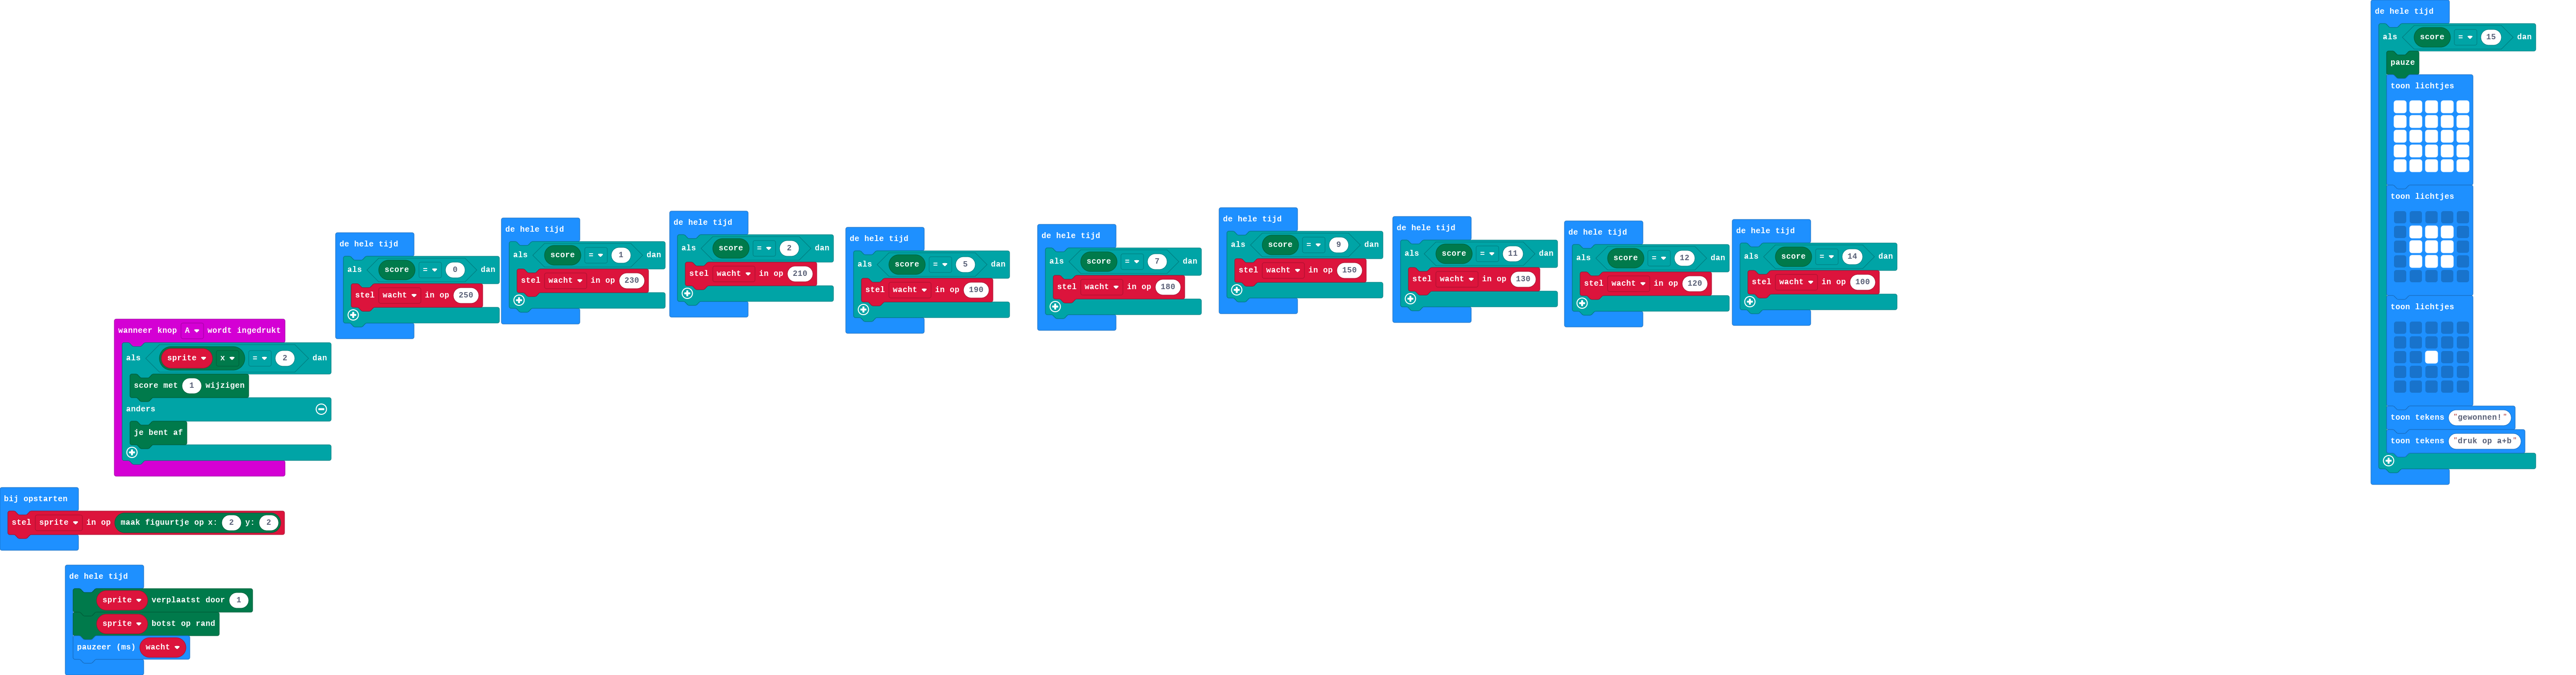 wanneer knop A wordt ingedrukt
als sprite x = 2 dan
score met 1 wijzigen
anders
je bent af
bij opstarten
stel sprite in op maak figuurtje op x: 2 y: 2
de hele tijd
sprite verplaatst door 1
sprite botst op rand
pauzeer (ms) wacht
de hele tijd
als score = 0 dan
stel wacht in op 250
de hele tijd
als score = 1 dan
stel wacht in op 230
de hele tijd
als score = 2 dan
stel wacht in op 210
de hele tijd
als score = 5 dan
stel wacht in op 190
de hele tijd
als score = 7 dan
stel wacht in op 180
de hele tijd
als score = 9 dan
stel wacht in op 150
de hele tijd
als score = 11 dan
stel wacht in op 130
de hele tijd
als score = 12 dan
stel wacht in op 120
de hele tijd
als score = 14 dan
stel wacht in op 100
de hele tijd
als score = 15 dan
pauze
toon lichtjes
toon lichtjes
toon lichtjes
toon tekens "gewonnen!"
toon tekens "druk op a+b"